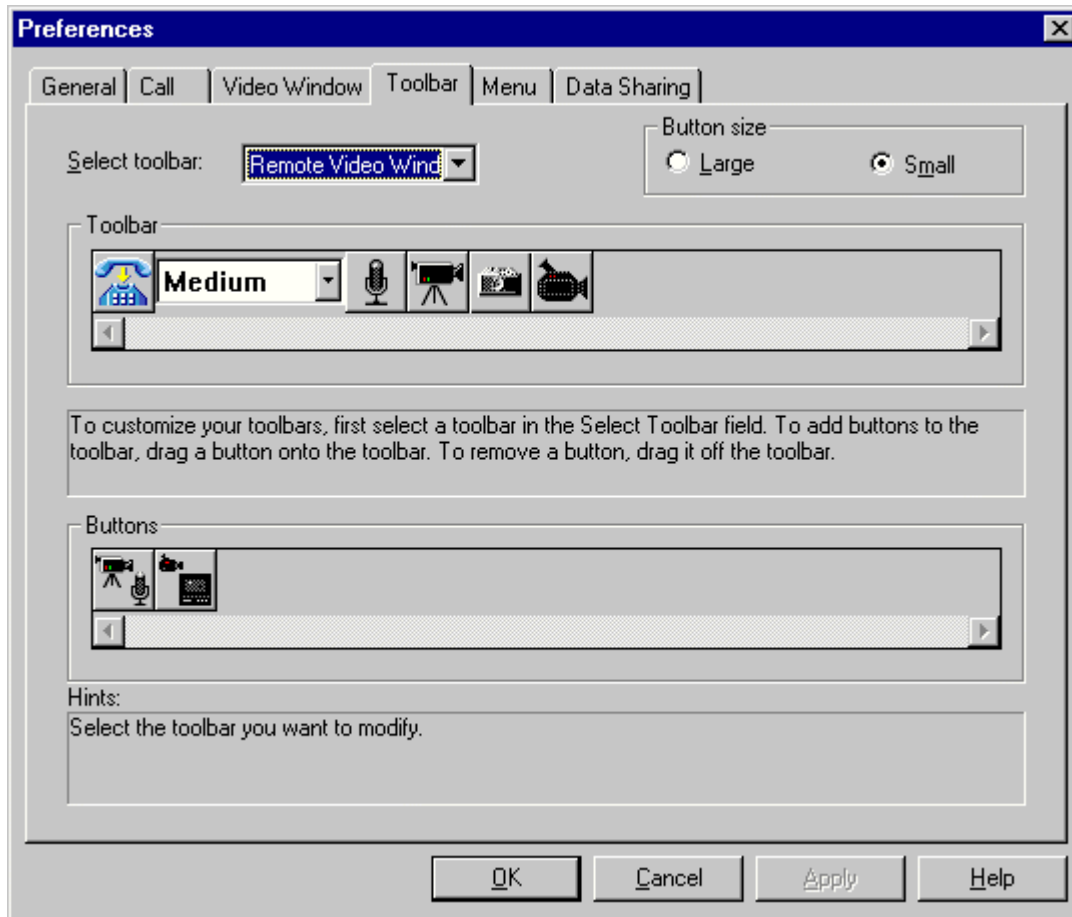 Preferences
General Call Video Window Toolbar Menu Data Sharing
Select toolbar: Remote Video Wind
Button size
Large Small
Toolbar
Medium
To customize your toolbars, first select a toolbar in the Select Toolbar field. To add buttons to the
toolbar, drag a button onto the toolbar. To remove a button, drag it off the toolbar.
Buttons
Hints:
Select the toolbar you want to modify.
OK Cancel Apply Help